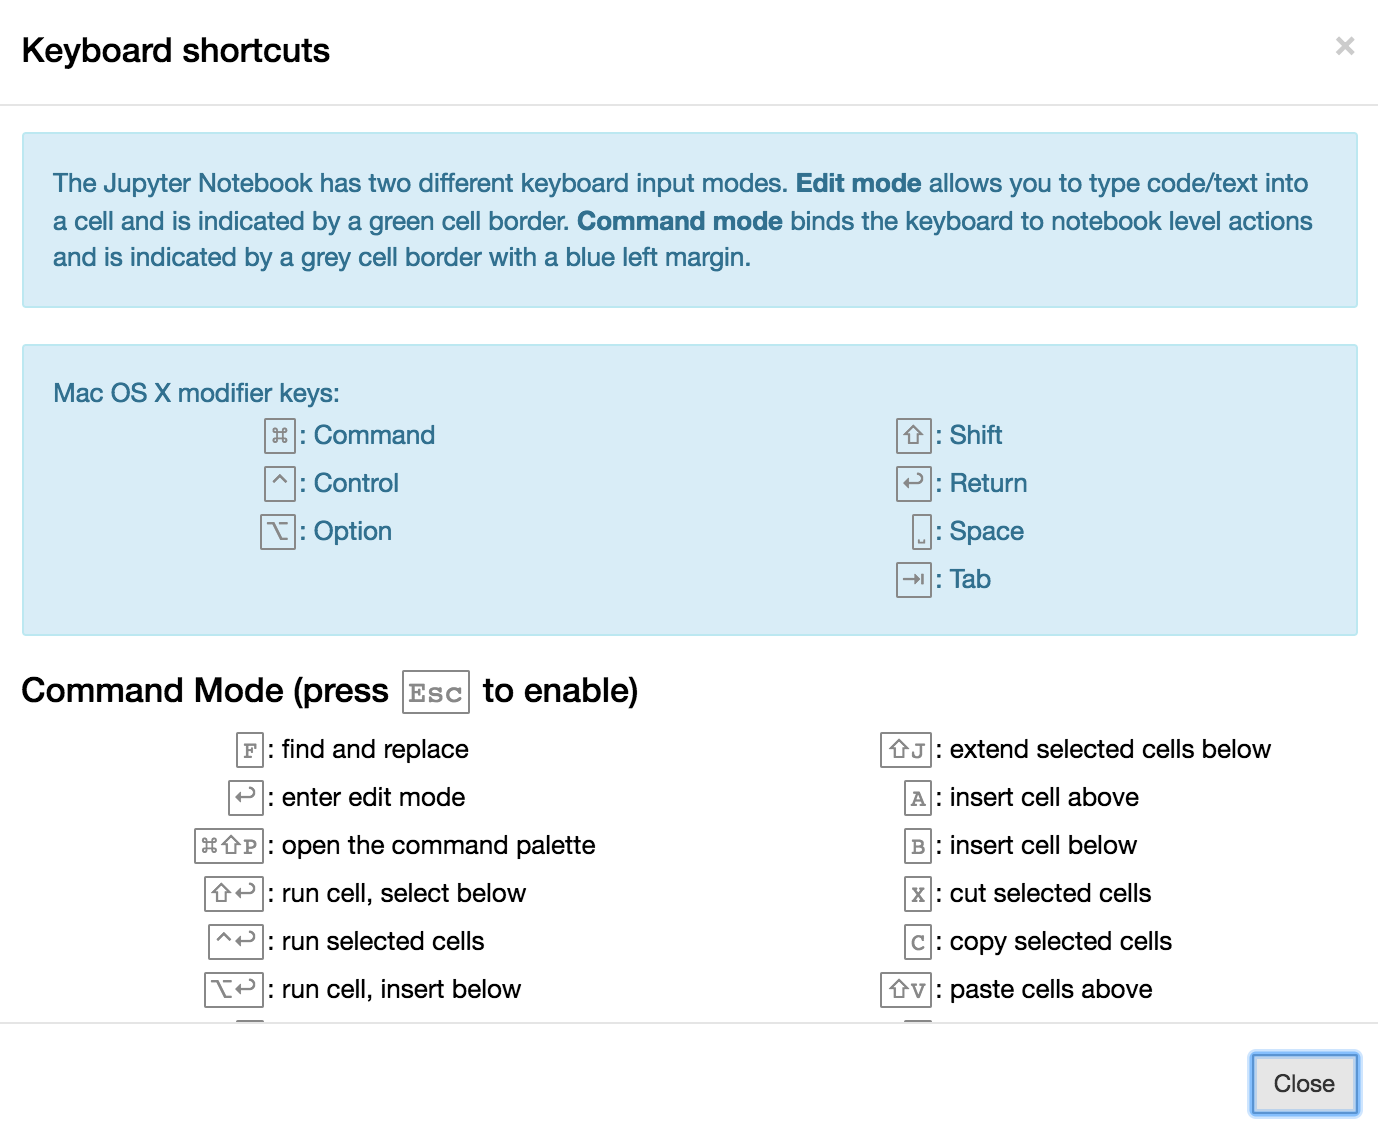 Keyboard shortcuts
×
The Jupyter Notebook has two different keyboard input modes. Edit mode allows you to type code/text into
a cell and is indicated by a green cell border. Command mode binds the keyboard to notebook level actions
and is indicated by a grey cell border with a blue left margin.
Mac OS X modifier keys:
⌘: Command
^: Control
⌥: Option
⇧: Shift
↩: Return
␣: Space
⇥: Tab
Command Mode (press Esc to enable)
F: find and replace
↩: enter edit mode
⌘⇧P: open the command palette
⇧↩: run cell, select below
^↩: run selected cells
⌥↩: run cell, insert below
⇧J: extend selected cells below
A: insert cell above
B: insert cell below
X: cut selected cells
C: copy selected cells
⇧V: paste cells above
Close